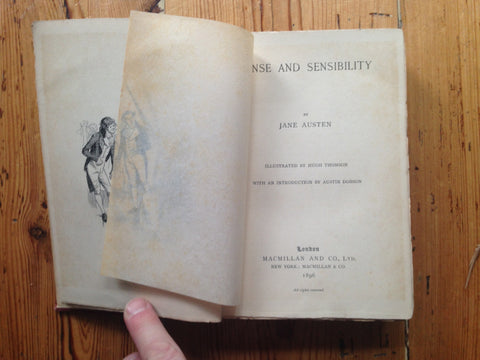 NSE AND SENSIBILITY
BY
JANE AUSTEN
ILLUSTRATED BY HUGH THOMSON
WITH AN INTRODUCTION BY AUSTIN DOBSON
London
MACMILLAN AND CO., LTD.
NEW YORK: MACMILLAN & CO.
1896
All rights reserved